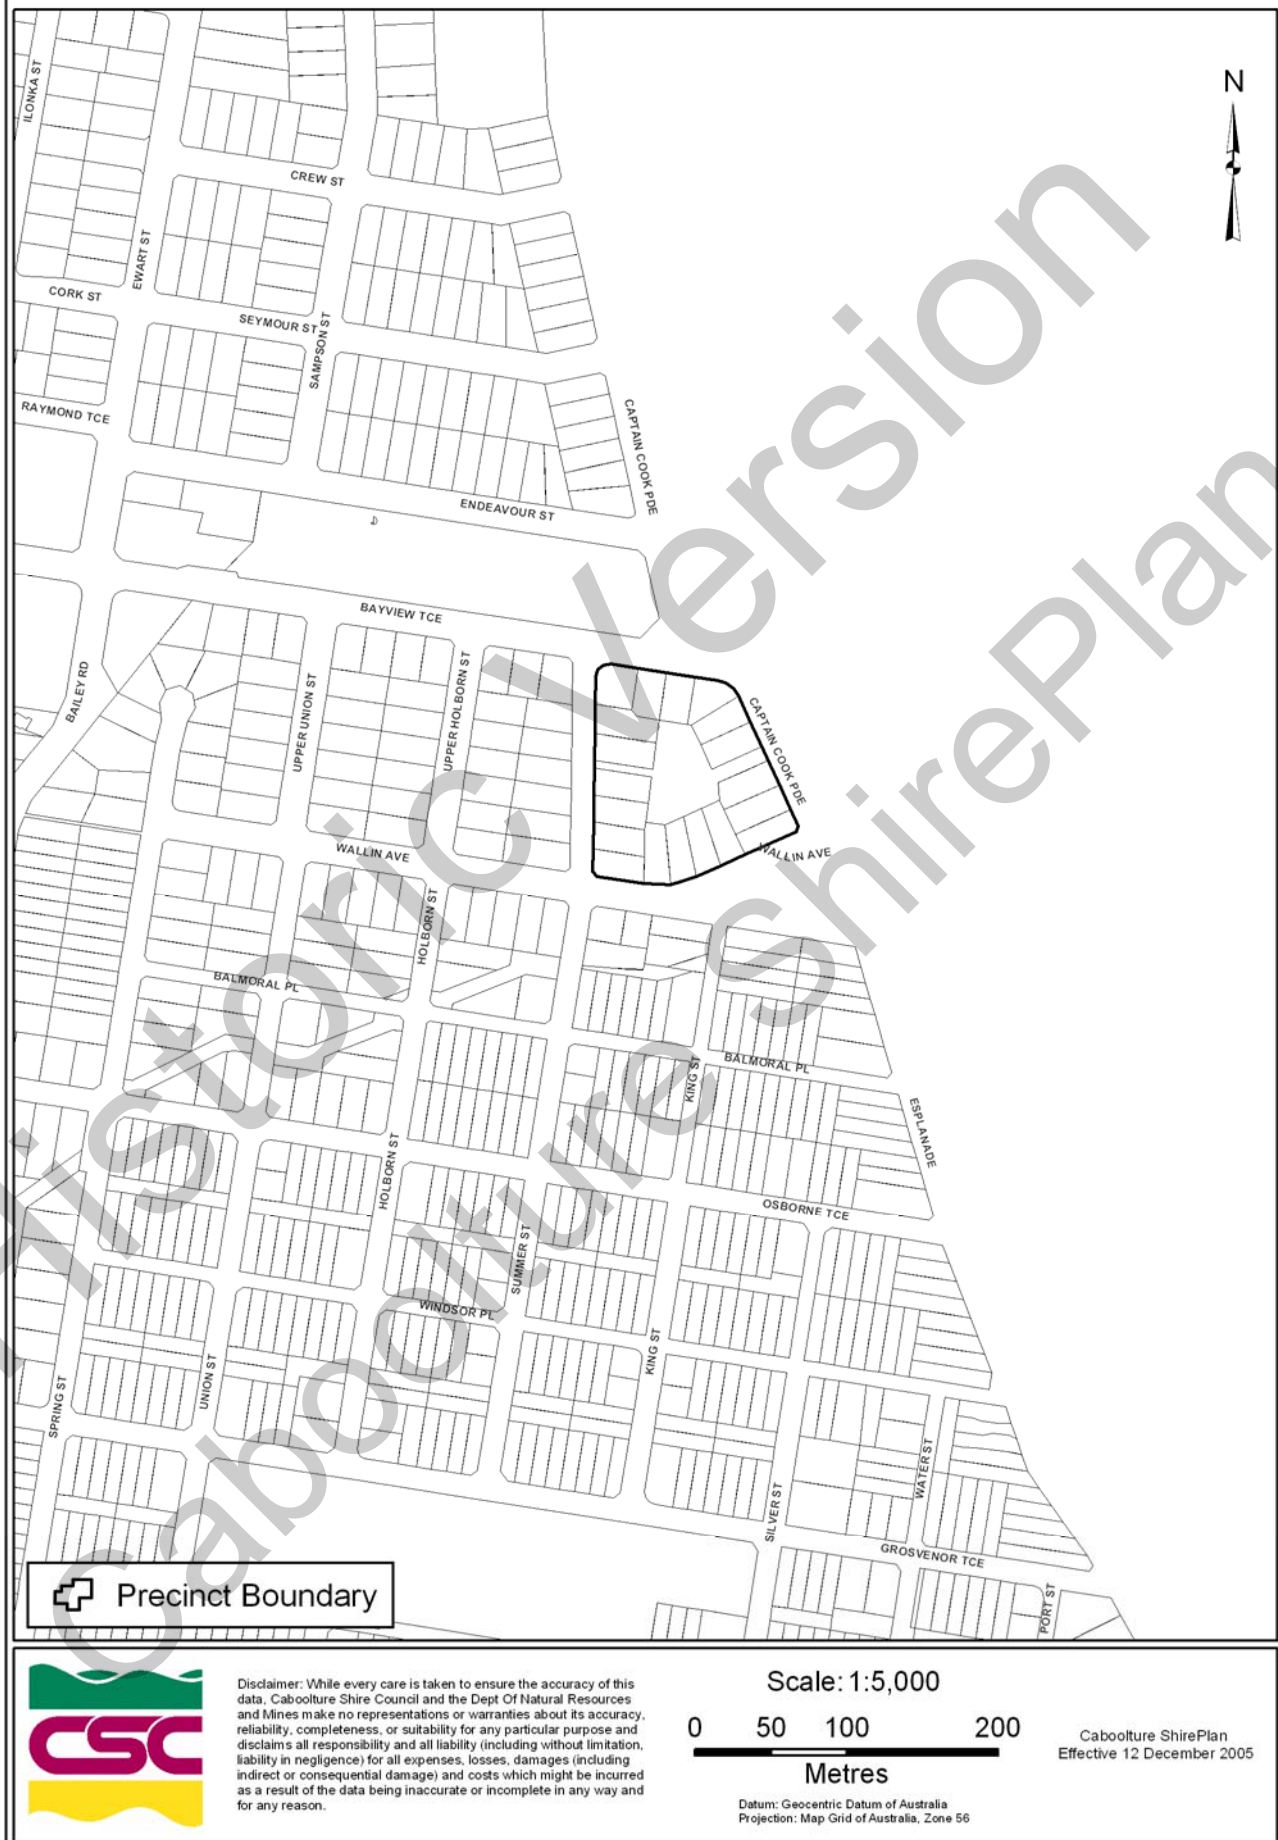 N
ILONKA ST
CREW ST
EWART ST
CORK ST
SEYMOUR ST
SAMPSON ST
RAYMOND TCE
CAPTAIN COOK PDE
ENDEAVOUR ST
BAYVIEW TCE
BAILEY RD
UPPER UNION ST
UPPER HOLBORN ST
CAPTAIN COOK PDE
WALLIN AVE
WALLIN AVE
HOLBORN ST
BALMORAL PL
BALMORAL PL
KING ST
ESPLANADE
HOLBORN ST
OSBORNE TCE
SUMMER ST
WINDSOR PL
KING ST
UNION ST
SPRING ST
WATER ST
SILVER ST
GROSVENOR TCE
PORT ST
Historic Version
Caboolture ShirePlan
Precinct Boundary
CSC
Disclaimer: While every care is taken to ensure the accuracy of this
data, Caboolture Shire Council and the Dept Of Natural Resources
and Mines make no representations or warranties about its accuracy,
reliability, completeness, or suitability for any particular purpose and
disclaims all responsibility and all liability (including without limitation,
liability in negligence) for all expenses, losses, damages (including
indirect or consequential damage) and costs which might be incurred
as a result of the data being inaccurate or incomplete in any way and
for any reason.
Scale: 1:5,000
0 50 100 200
Metres
Datum: Geocentric Datum of Australia
Projection: Map Grid of Australia, Zone 56
Caboolture ShirePlan
Effective 12 December 2005